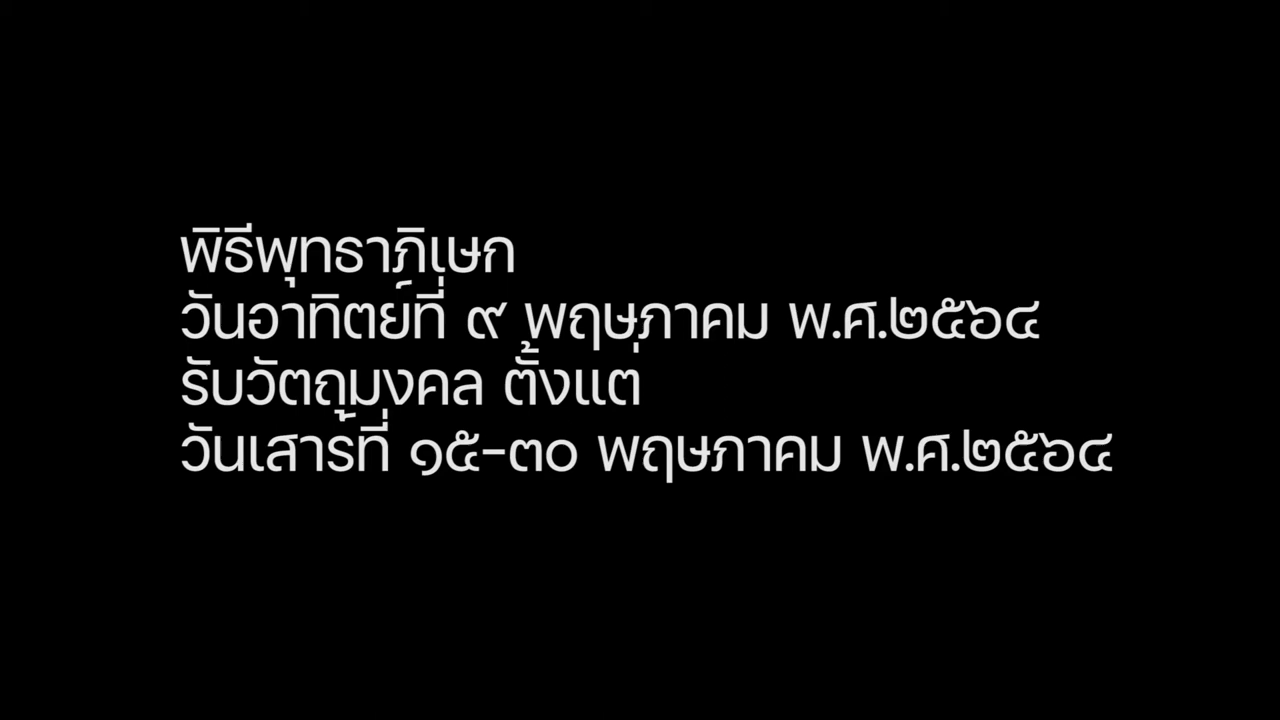 พิธีพุทธาภิเษก
วันอาทิตย์ที่ ๙ พฤษภาคม พ.ศ.๒๕๖๔
รับวัตถุมงคล ตั้งแต่
วันเสาร์ที่ ๑๕-๓๐ พฤษภาคม พ.ศ.๒๕๖๔